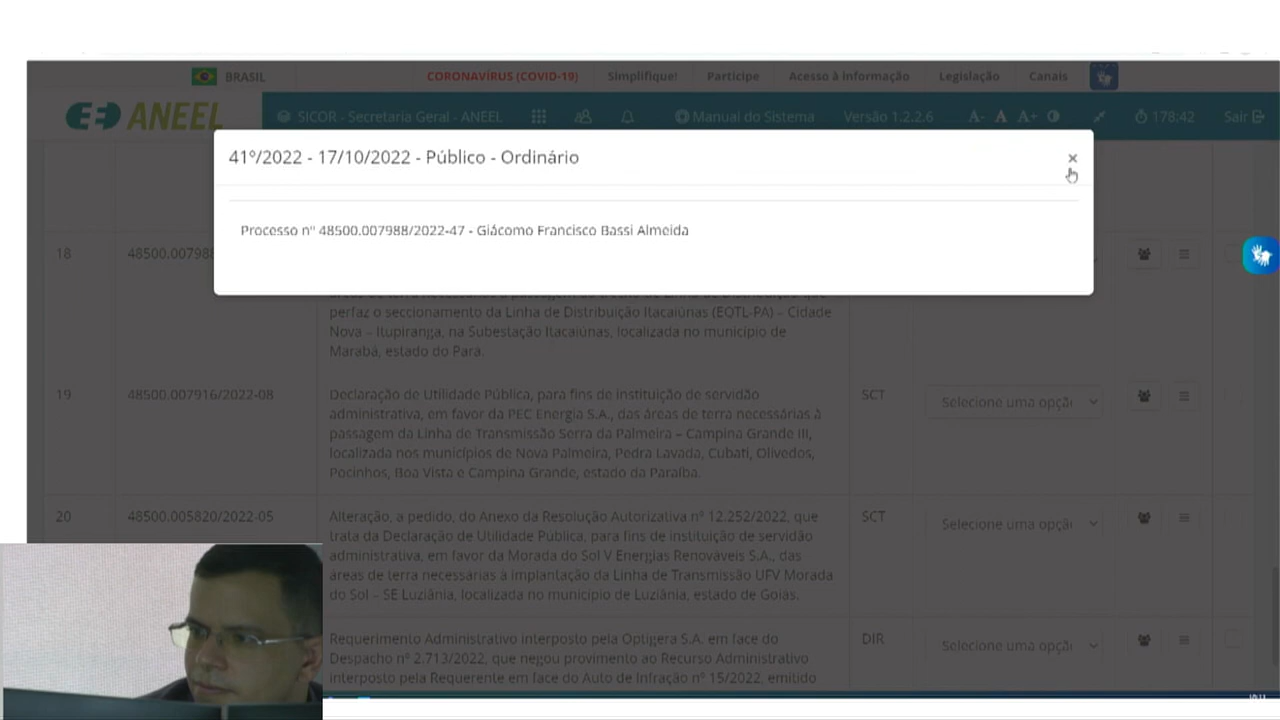 BRASIL
CORONAVÍRUS (COVID-19)
Simplifique!
Participe
Acesso à informação
Legislação
Canais
ANEEL
SICOR - Secretaria Geral - ANEEL
Manual do Sistema
Versão 1.2.2.6
A- A A+
178:42
Sair
41º/2022 - 17/10/2022 - Público - Ordinário
×
Processo nº 48500.007988/2022-47 - Giácomo Francisco Bassi Almeida
18
48500.00798
perfaz o seccionamento da Linha de Distribuição Itacaiúnas (EQTL-PA) – Cidade
Nova – Itupiranga, na Subestação Itacaiúnas, localizada no município de
Marabá, estado do Pará.
19
48500.007916/2022-08
Declaração de Utilidade Pública, para fins de instituição de servidão
administrativa, em favor da PEC Energia S.A., das áreas de terra necessárias à
passagem da Linha de Transmissão Serra da Palmeira – Campina Grande III,
localizada nos municípios de Nova Palmeira, Pedra Lavada, Cubati, Olivedos,
Pocinhos, Boa Vista e Campina Grande, estado da Paraíba.
SCT
Selecione uma opçã
20
48500.005820/2022-05
Alteração, a pedido, do Anexo da Resolução Autorizativa nº 12.252/2022, que
trata da Declaração de Utilidade Pública, para fins de instituição de servidão
administrativa, em favor da Morada do Sol V Energias Renováveis S.A., das
áreas de terra necessárias à implantação da Linha de Transmissão UFV Morada
do Sol – SE Luziânia, localizada no município de Luziânia, estado de Goiás.
SCT
Selecione uma opçã
Requerimento Administrativo interposto pela Optigera S.A. em face do
Despacho nº 2.713/2022, que negou provimento ao Recurso Administrativo
interposto pela Requerente em face do Auto de Infração nº 15/2022, emitido
DIR
Selecione uma opçã